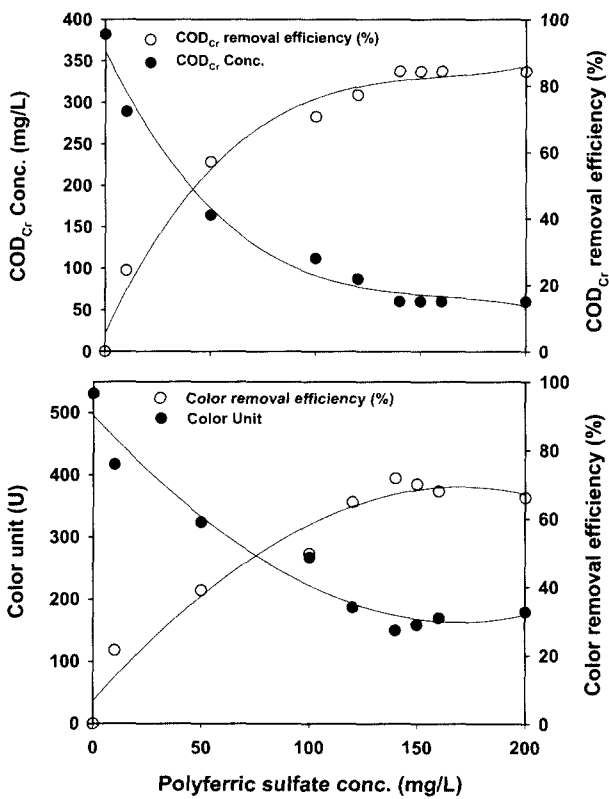 COD_Cr Conc. (mg/L)
400
350
300
250
200
150
100
50
0
COD_Cr removal efficiency (%)
COD_Cr Conc.
100
80
60
40
20
0
COD_Cr removal efficiency (%)
Color unit (U)
500
400
300
200
100
0
Color removal efficiency (%)
Color Unit
100
80
60
40
20
0
Color removal efficiency (%)
0 50 100 150 200
Polyferric sulfate conc. (mg/L)